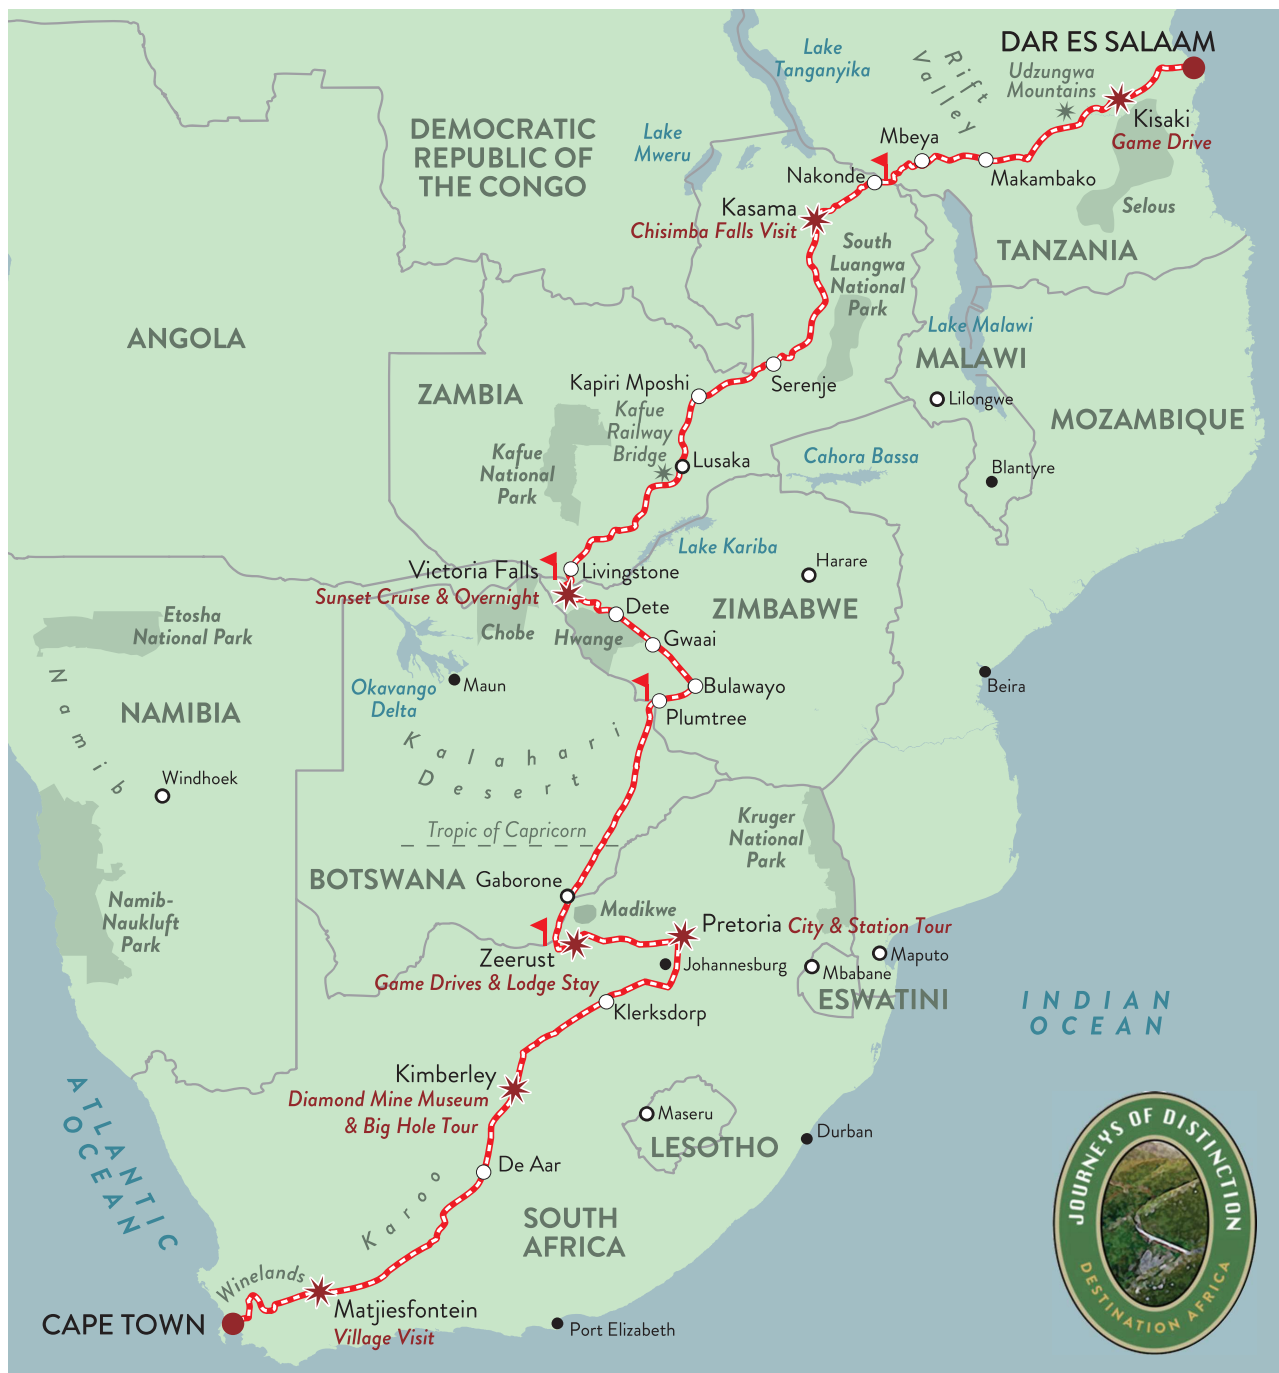 DAR ES SALAAM
Lake
Tanganyika
Rift
Valley
Udzungwa
Mountains
Kisaki
Game Drive
Lake
Mweru
DEMOCRATIC
REPUBLIC OF
THE CONGO
Mbeya
Nakonde
Makambako
Selous
Kasama
Chisimba Falls Visit
TANZANIA
South
Luangwa
National
Park
Lake Malawi
MALAWI
ANGOLA
ZAMBIA
Kapiri Mposhi
Serenje
Lilongwe
MOZAMBIQUE
Kafue
Railway
Bridge
Kafue
National
Park
Lusaka
Cahora Bassa
Blantyre
Lake Kariba
Harare
Victoria Falls
Livingstone
Sunset Cruise & Overnight
Dete
ZIMBABWE
Etosha
National Park
Chobe
Hwange
Gwaai
Okavango
Delta
Maun
Bulawayo
Beira
Plumtree
Namib
NAMIBIA
Kalahari
Desert
Windhoek
Kruger
National
Park
Tropic of Capricorn
BOTSWANA
Gaborone
Namib-
Naukluft
Park
Madikwe
Pretoria City & Station Tour
Zeerust
Johannesburg
Maputo
Mbabane
Game Drives & Lodge Stay
ESWATINI
Klerksdorp
INDIAN
OCEAN
Kimberley
Diamond Mine Museum
& Big Hole Tour
Maseru
LESOTHO
Durban
ATLANTIC
OCEAN
De Aar
Karoo
SOUTH
AFRICA
Winelands
CAPE TOWN
Matjiesfontein
Village Visit
Port Elizabeth
JOURNEYS OF DISTINCTION
DESTINATION AFRICA